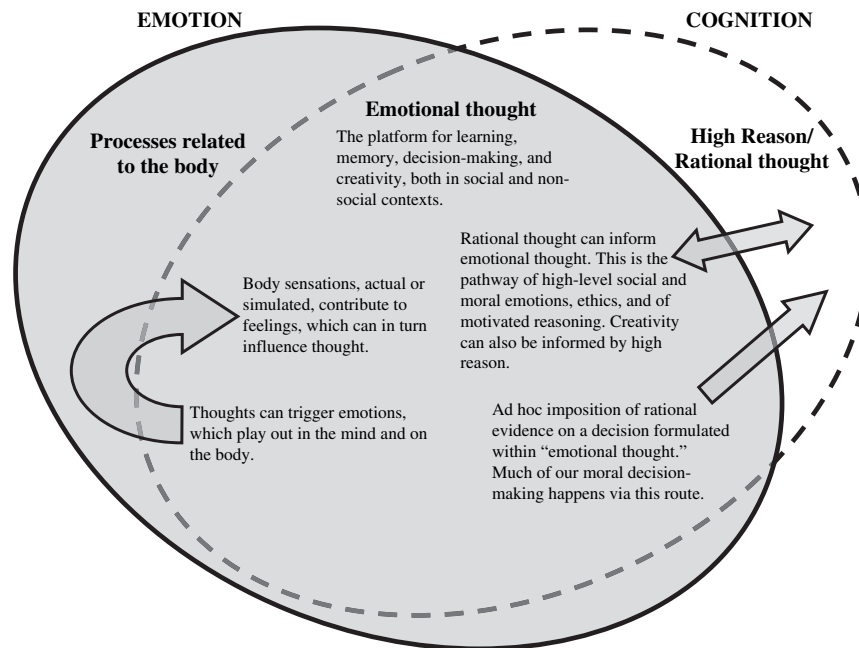 EMOTION
COGNITION
Emotional thought
The platform for learning,
memory, decision-making, and
creativity, both in social and non-
social contexts.
Processes related
to the body
High Reason/
Rational thought
Rational thought can inform
emotional thought. This is the
pathway of high-level social and
moral emotions, ethics, and of
motivated reasoning. Creativity
can also be informed by high
reason.
Body sensations, actual or
simulated, contribute to
feelings, which can in turn
influence thought.
Thoughts can trigger emotions,
which play out in the mind and on
the body.
Ad hoc imposition of rational
evidence on a decision formulated
within “emotional thought.”
Much of our moral decision-
making happens via this route.